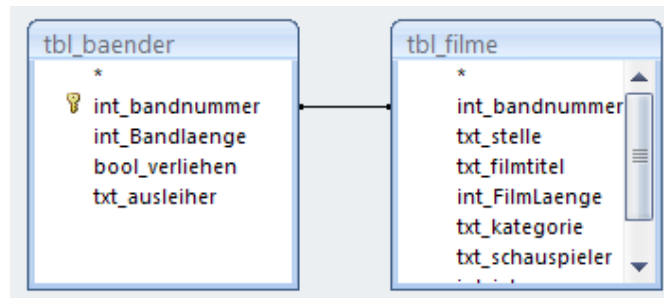 tbl_baender
*
int_bandnummer
int_Bandlaenge
bool_verliehen
txt_ausleiher
tbl_filme
*
int_bandnummer
txt_stelle
txt_filmtitel
int_FilmLaenge
txt_kategorie
txt_schauspieler